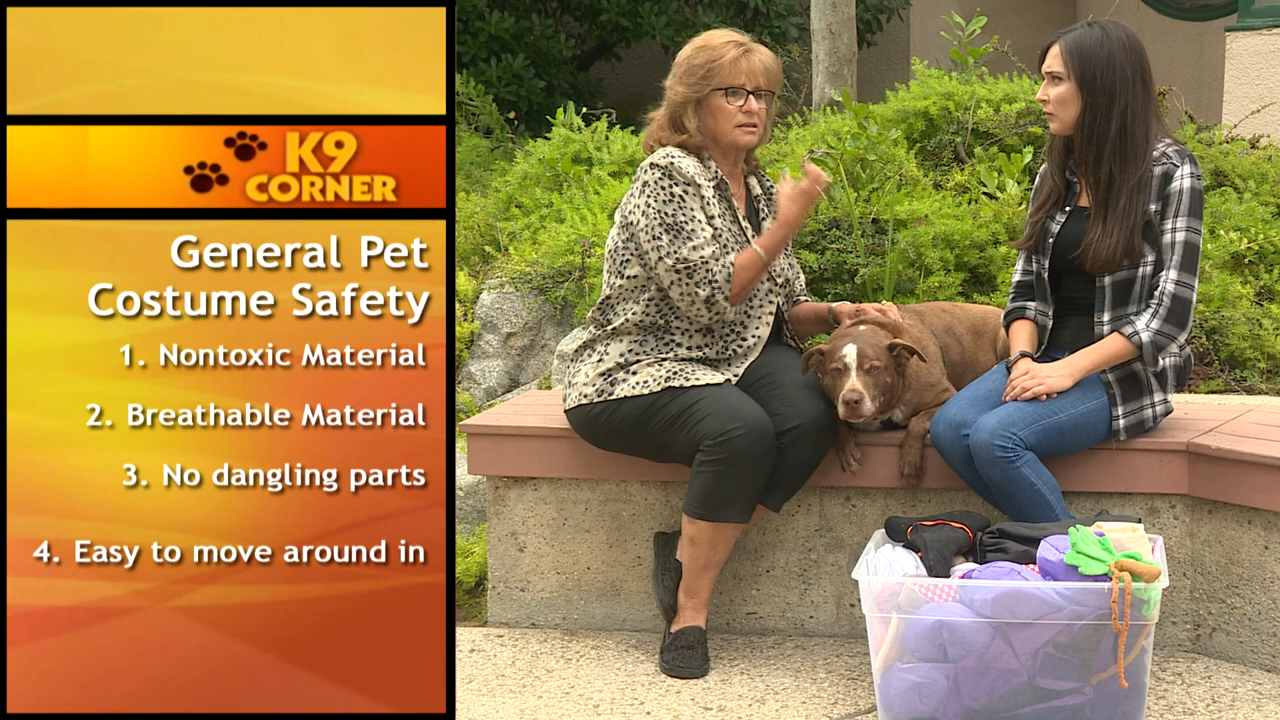 K9
CORNER
General Pet
Costume Safety
1. Nontoxic Material
2. Breathable Material
3. No dangling parts
4. Easy to move around in